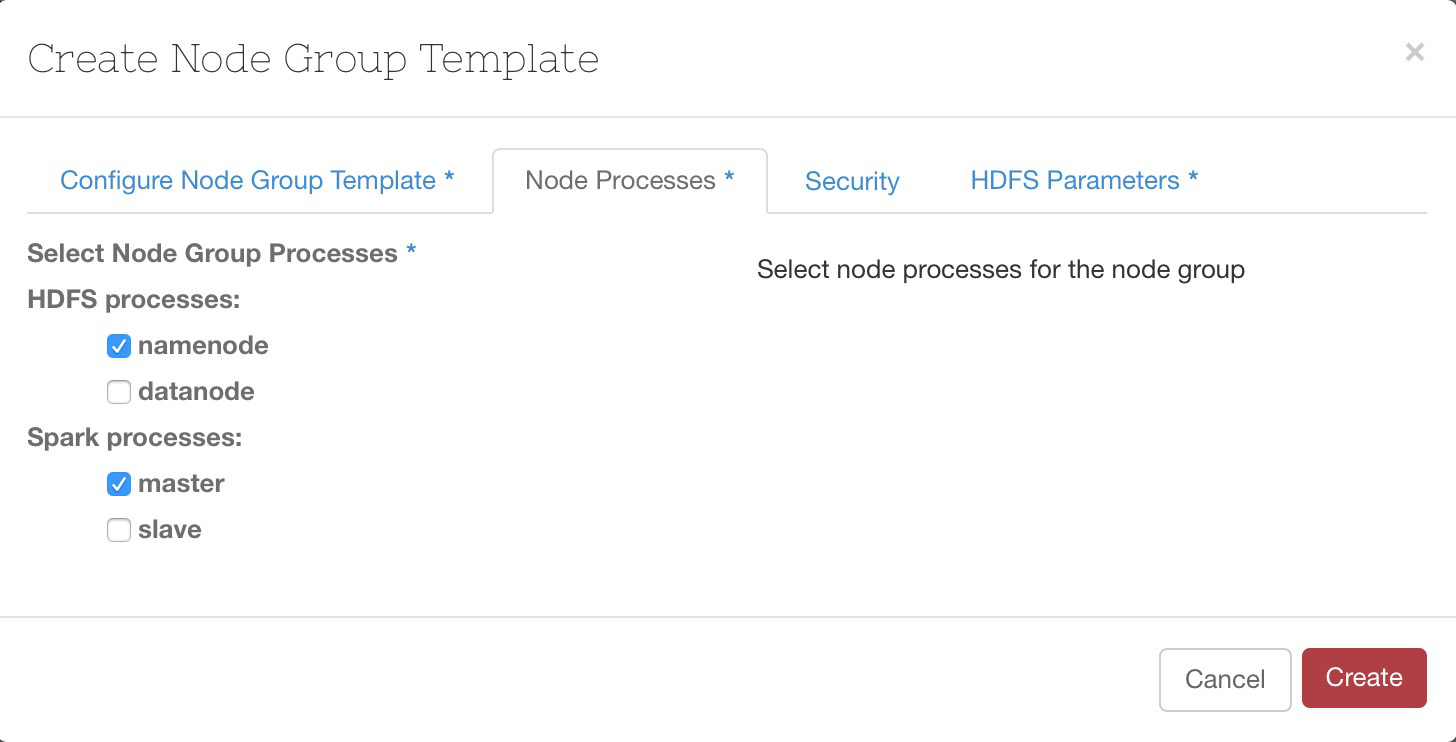 Create Node Group Template
×
Configure Node Group Template *
Node Processes *
Security
HDFS Parameters *
Select Node Group Processes *
Select node processes for the node group
HDFS processes:
namenode
datanode
Spark processes:
master
slave
Cancel
Create